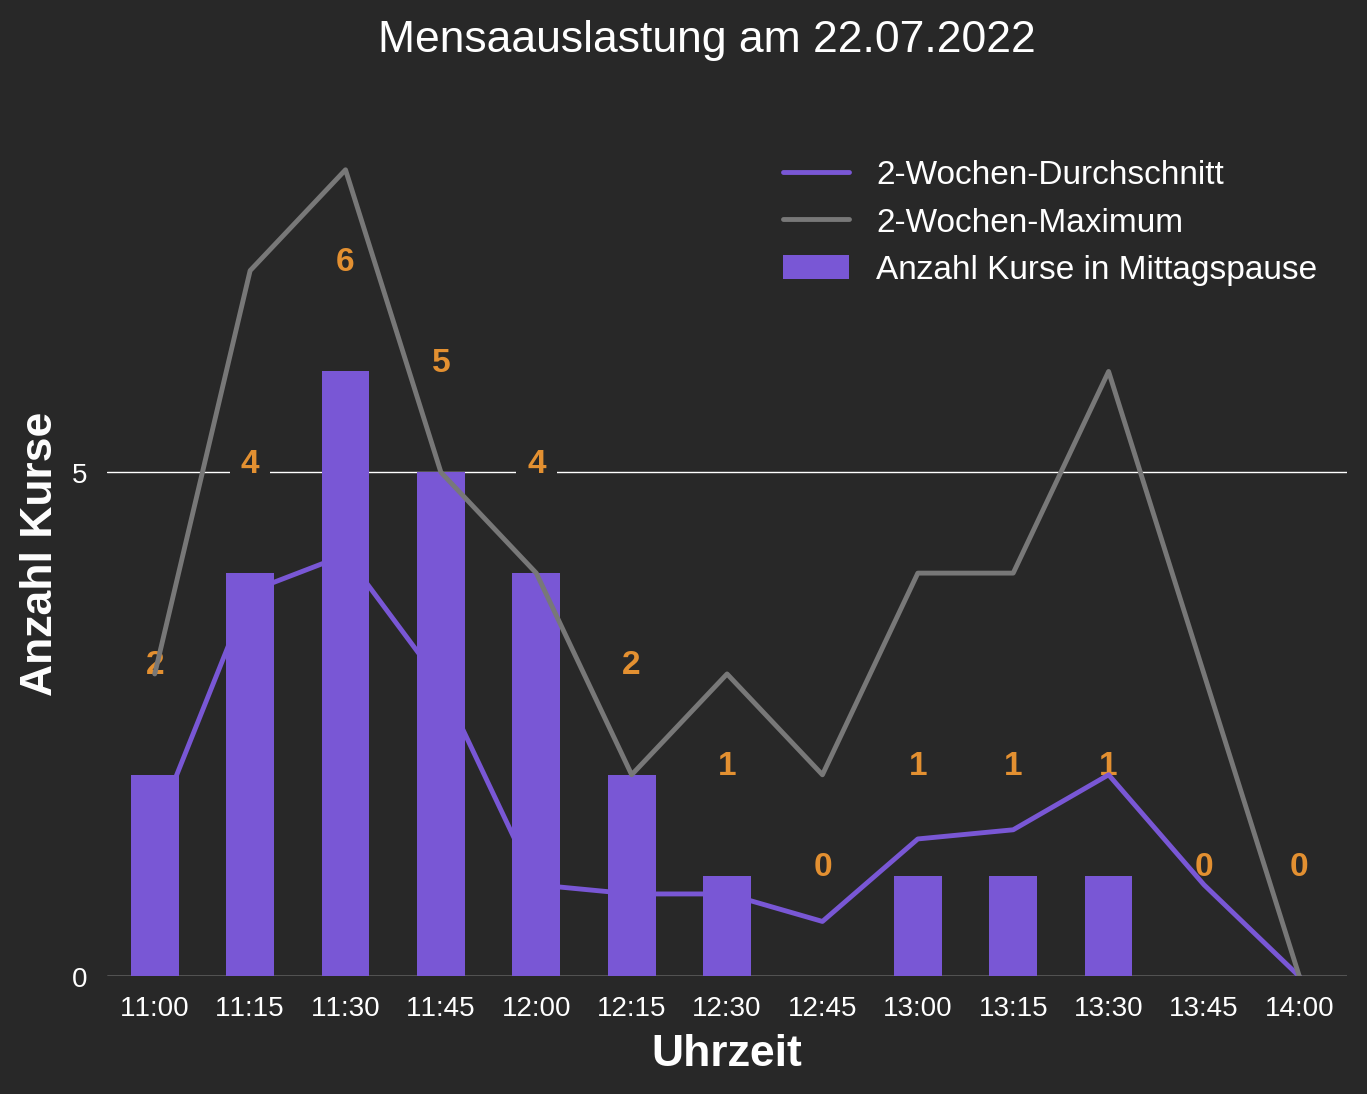 Mensaauslastung am 22.07.2022
2-Wochen-Durchschnitt
2-Wochen-Maximum
Anzahl Kurse in Mittagspause
6
5
4
4
2
2
1
1
1
1
0
0
0
Anzahl Kurse
5
0
11:00 11:15 11:30 11:45 12:00 12:15 12:30 12:45 13:00 13:15 13:30 13:45 14:00
Uhrzeit